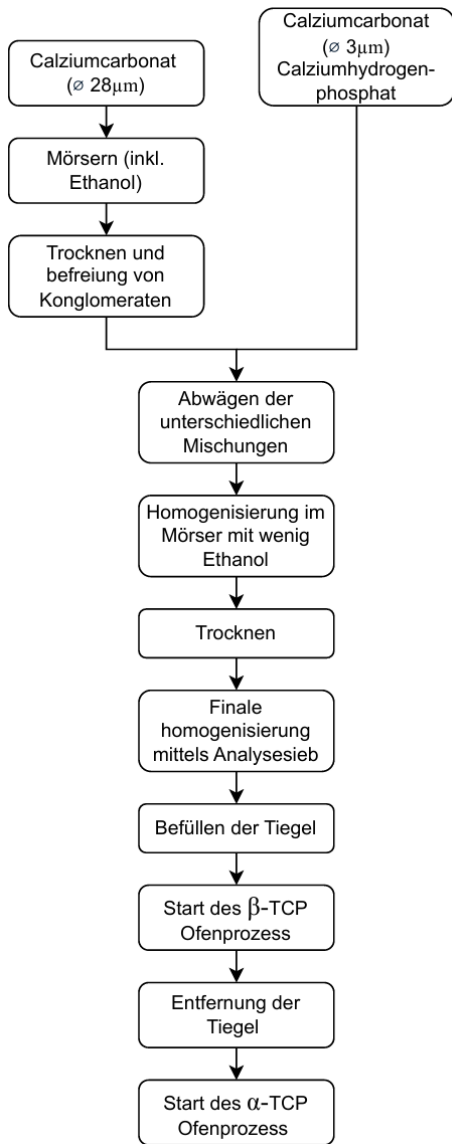 Calziumcarbonat
(⌀ 28µm)
Calziumcarbonat
(⌀ 3µm)
Calziumhydrogen-
phosphat
Mörsern (inkl.
Ethanol)
Trocknen und
befreiung von
Konglomeraten
Abwägen der
unterschiedlichen
Mischungen
Homogenisierung im
Mörser mit wenig
Ethanol
Trocknen
Finale
homogenisierung
mittels Analysesieb
Befüllen der Tiegel
Start des β-TCP
Ofenprozess
Entfernung der
Tiegel
Start des α-TCP
Ofenprozess